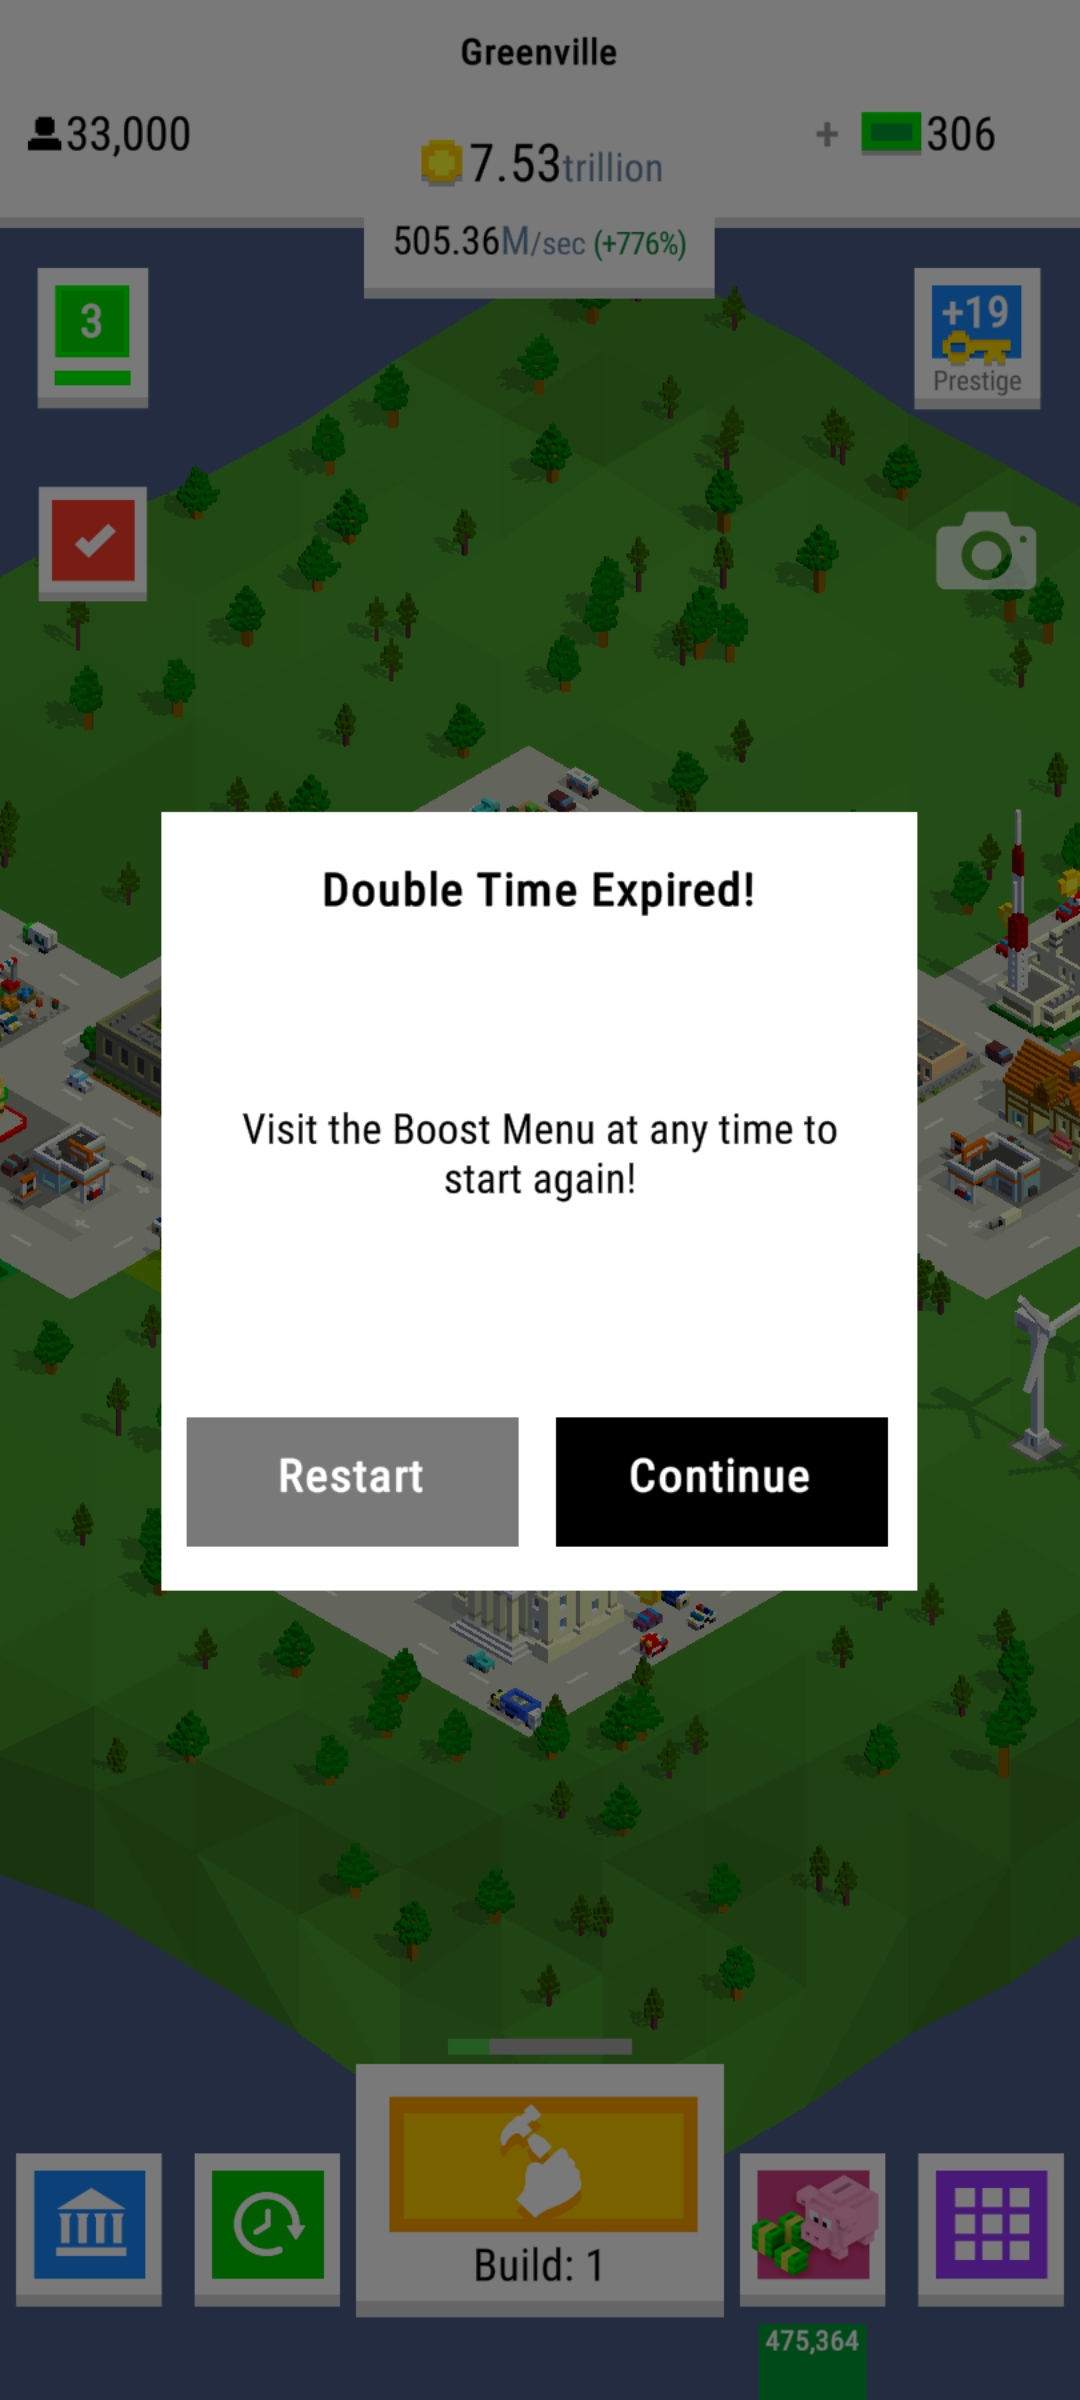 Greenville
33,000
7.53trillion
+ 306
505.36M/sec (+776%)
3
+19
Prestige
Double Time Expired!
Visit the Boost Menu at any time to
start again!
Restart
Continue
Build: 1
475,364